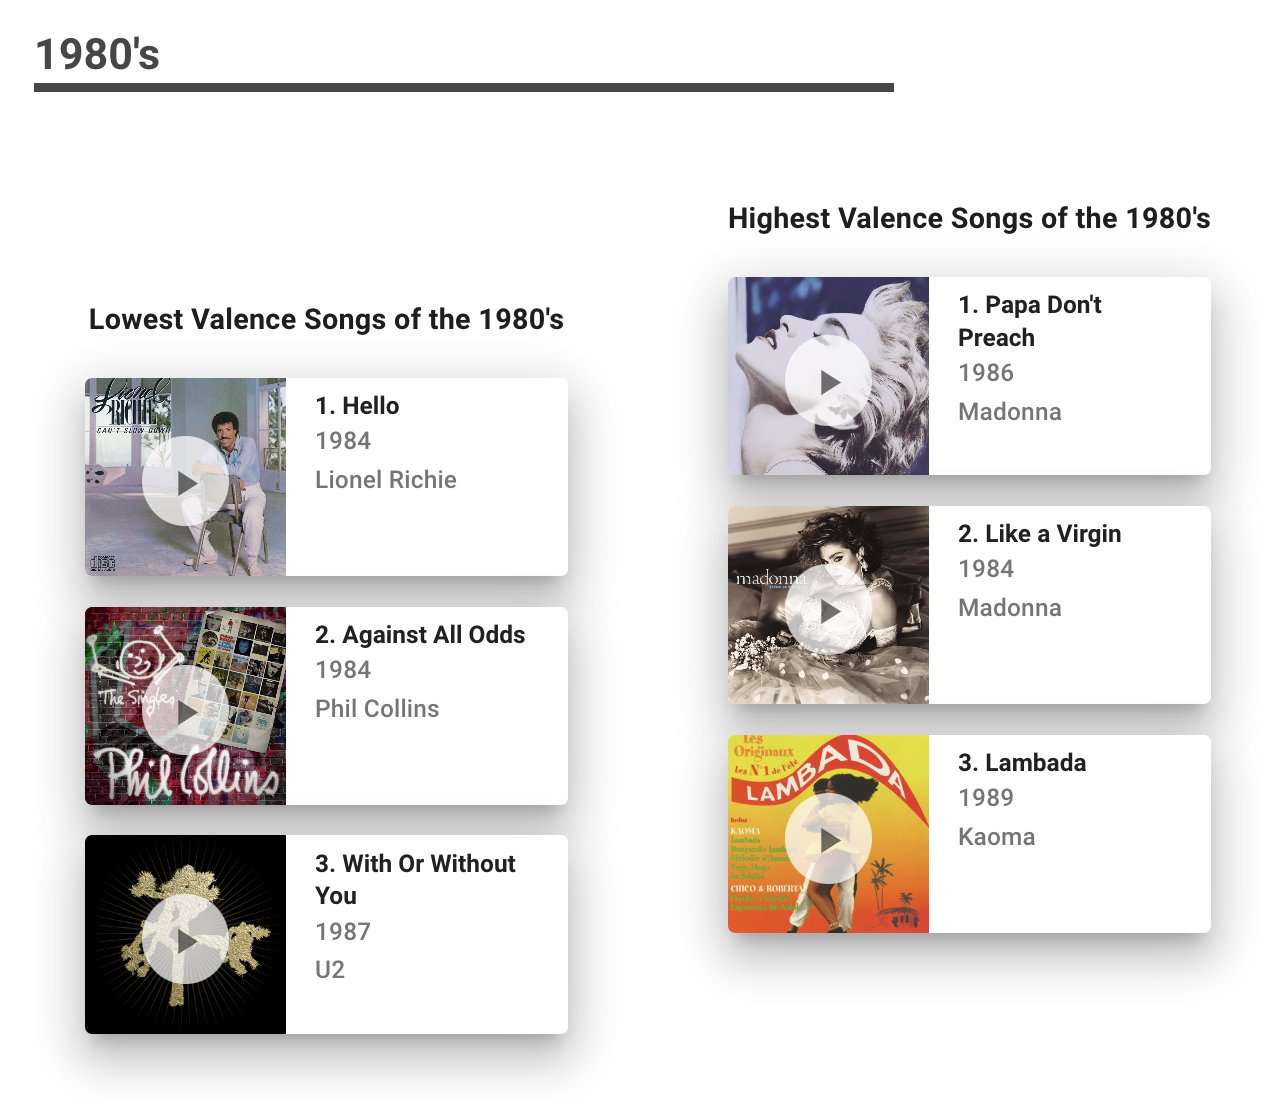 1980's
Lowest Valence Songs of the 1980's
Lionel
RICHIE
CAN'T SLOW DOWN
1. Hello
1984
Lionel Richie
The Singles
Phil Collins
2. Against All Odds
1984
Phil Collins
3. With Or Without
You
1987
U2
Highest Valence Songs of the 1980's
1. Papa Don't
Preach
1986
Madonna
madonna
2. Like a Virgin
1984
Madonna
Les
Originaux
Les Nº1 de l'été
LAMBADA
KAOMA
Lambada
CHICO & ROBERTA
3. Lambada
1989
Kaoma